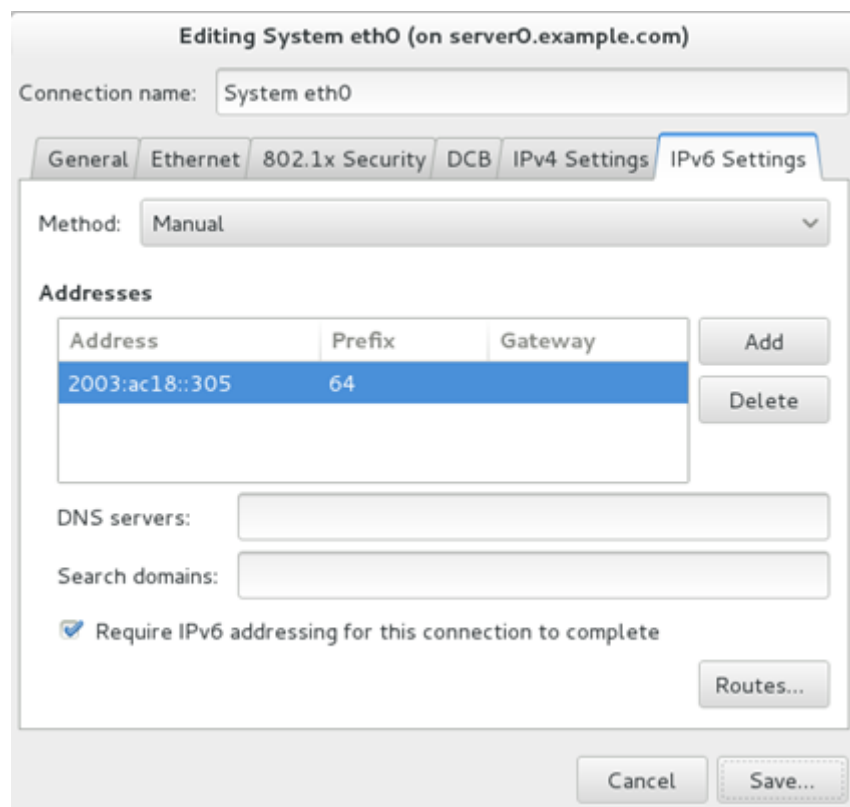 Editing System eth0 (on server0.example.com)
Connection name: System eth0
General Ethernet 802.1x Security DCB IPv4 Settings IPv6 Settings
Method: Manual
Addresses
Address Prefix Gateway Add
2003:ac18::305 64
Delete
DNS servers:
Search domains:
Require IPv6 addressing for this connection to complete
Routes...
Cancel Save...